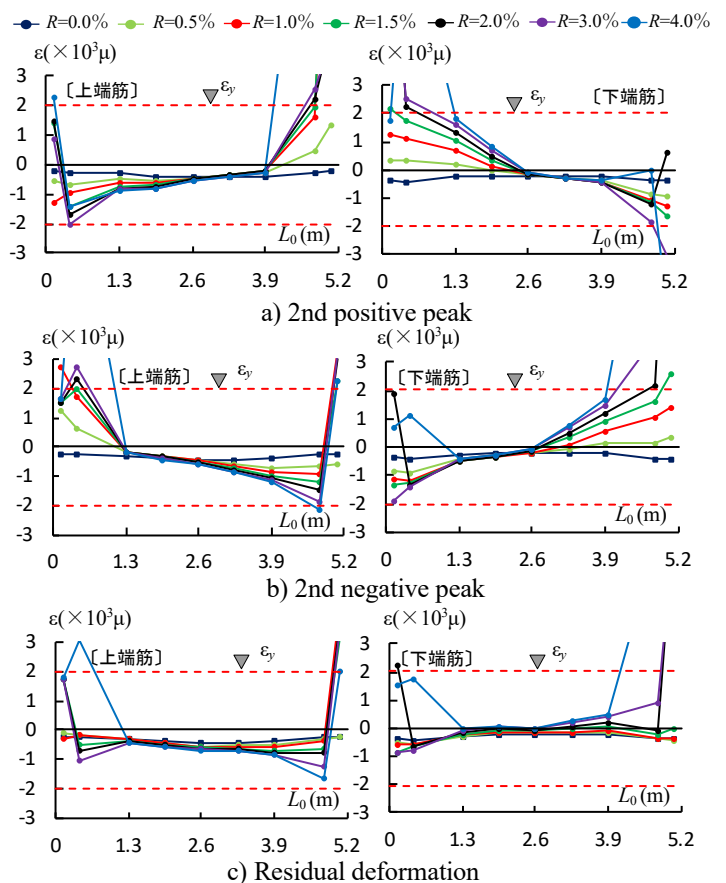 R=0.0% R=0.5% R=1.0% R=1.5% R=2.0% R=3.0% R=4.0%
ε(×10³μ) ε(×10³μ)
3 〔上端筋〕 εy 3 εy 〔下端筋〕
2 2
1 1
0 0
-1 -1
-2 L0(m) -2 L0(m)
-3 -3
0 1.3 2.6 3.9 5.2 0 1.3 2.6 3.9 5.2
a) 2nd positive peak
ε(×10³μ) ε(×10³μ)
3 〔上端筋〕 εy 3 〔下端筋〕 εy
2 2
1 1
0 0
-1 -1
-2 L0(m) -2 L0(m)
-3 -3
0 1.3 2.6 3.9 5.2 0 1.3 2.6 3.9 5.2
b) 2nd negative peak
ε(×10³μ) ε(×10³μ)
3 〔上端筋〕 εy 3 〔下端筋〕 εy
2 2
1 1
0 0
-1 -1
-2 L0(m) -2 L0(m)
-3 -3
0 1.3 2.6 3.9 5.2 0 1.3 2.6 3.9 5.2
c) Residual deformation